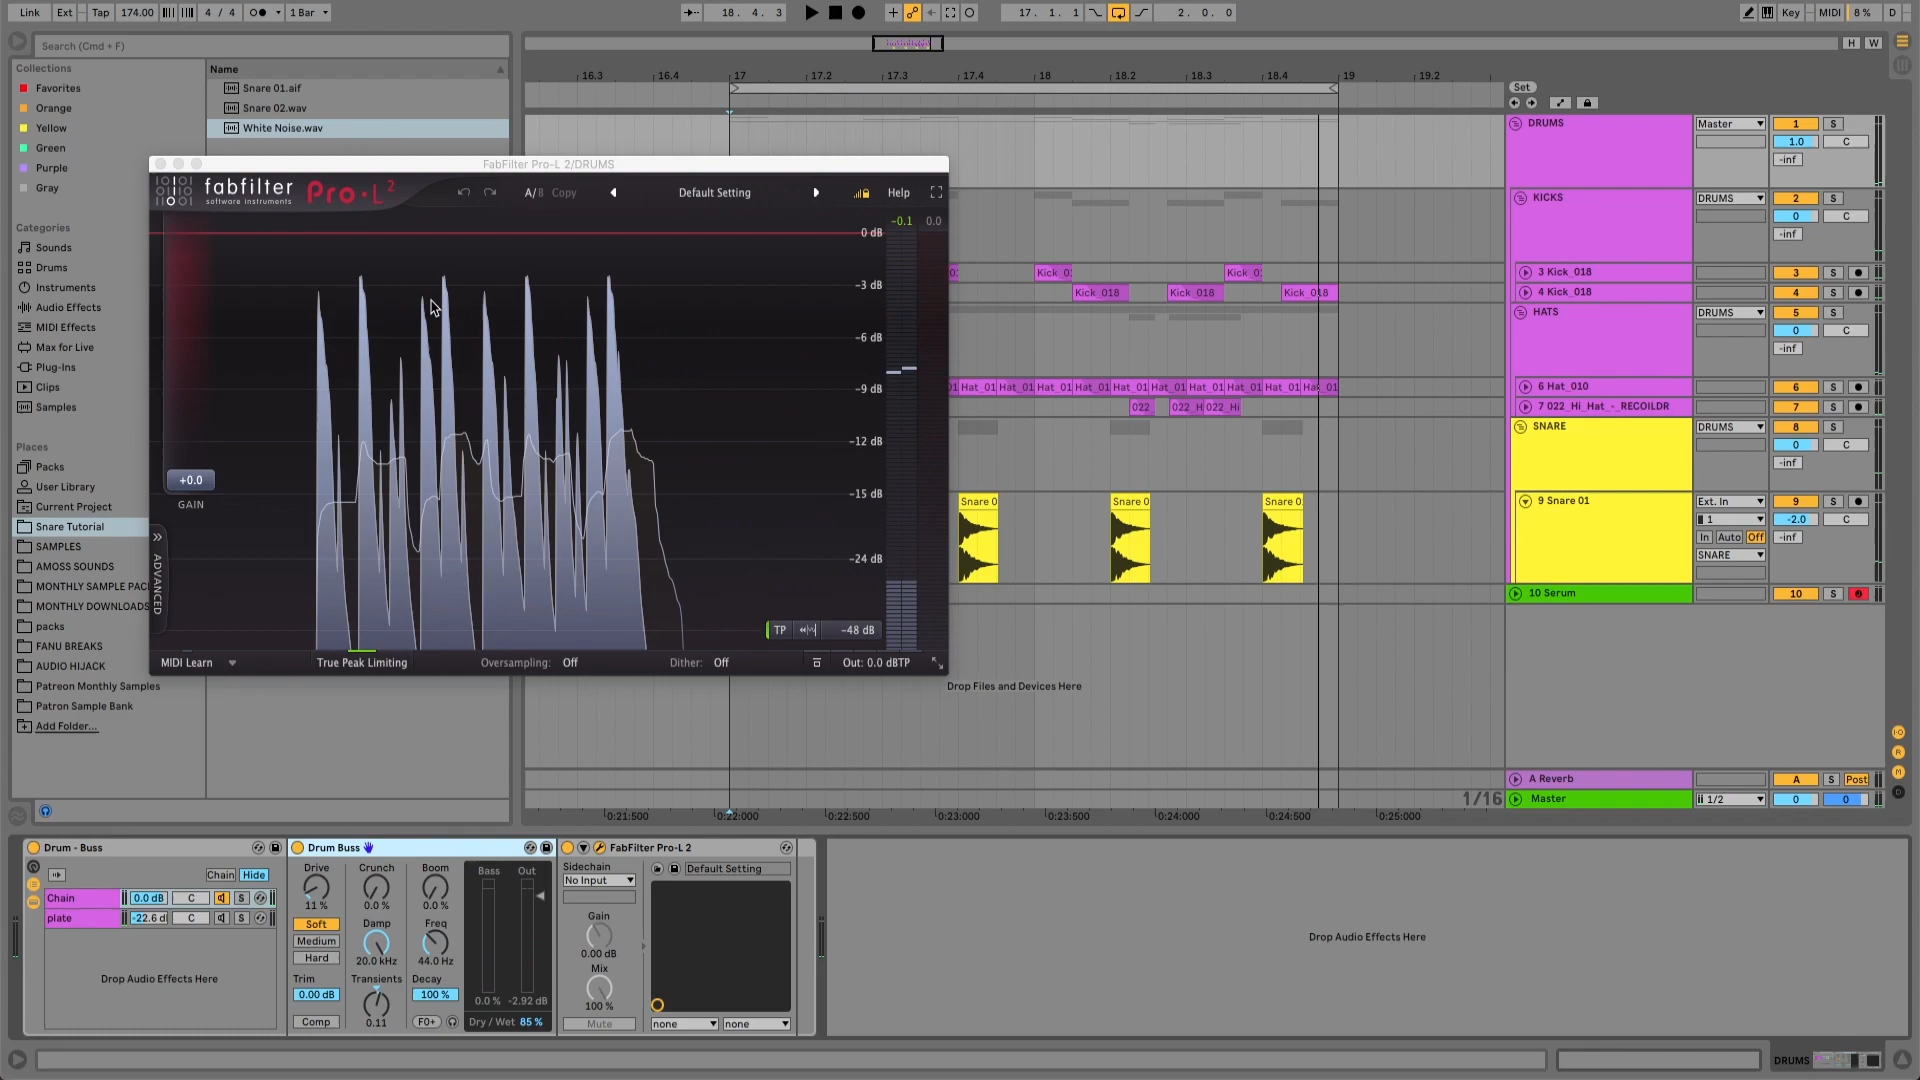 Link Ext Tap 174.00 4 / 4 1 Bar 18. 4. 3 17. 1. 1 2. 0. 0 Key MIDI 8 % D
Search (Cmd + F)
H W
Collections
Name
Favorites
Snare 01.aif
Orange
Snare 02.wav
Yellow
White Noise.wav
Green
Purple
Gray
Categories
Sounds
Drums
Instruments
Audio Effects
MIDI Effects
Max for Live
Plug-Ins
Clips
Samples
Places
Packs
User Library
Current Project
Snare Tutorial
SAMPLES
AMOSS SOUNDS
MONTHLY SAMPLE PAC
MONTHLY DOWNLOADS
packs
FANU BREAKS
AUDIO HIJACK
Patreon Monthly Samples
Patron Sample Bank
Add Folder...
FabFilter Pro-L 2/DRUMS
fabfilter
software instruments
Pro·L 2
A/B Copy
Default Setting
Help
-0.1 0.0
0 dB
-3 dB
-6 dB
-9 dB
-12 dB
-15 dB
-24 dB
+0.0
GAIN
ADVANCED
TP -48 dB
MIDI Learn True Peak Limiting Oversampling: Off Dither: Off Out: 0.0 dBTP
16.3 16.4 17 17.2 17.3 17.4 18 18.2 18.3 18.4 19 19.2
Set
DRUMS Master 1 S
1.0 C
-inf
KICKS DRUMS 2 S
0 C
-inf
Kick_0 Kick_0 3 Kick_018 3 S
Kick_018 Kick_018 Kick_018 4 Kick_018 4 S
HATS DRUMS 5 S
0 C
-inf
Hat_01 Hat_01 Hat_01 Hat_01 Hat_01 Hat_01 Hat_01 Hat_01 Hat_01 Hat_01 6 Hat_010 6 S
022_ 022_H 022_Hi 7 022_Hi_Hat_-_RECOILDR 7 S
SNARE DRUMS 8 S
0 C
-inf
Snare 0 Snare 0 Snare 0 9 Snare 01 Ext. In 9 S
1 -2.0 C
In Auto Off -inf
SNARE
10 Serum 10 S
Drop Files and Devices Here
A Reverb A S Post
1/16 Master 1/2 0 0
0:21:500 0:22:000 0:22:500 0:23:000 0:23:500 0:24:000 0:24:500 0:25:000
Drum - Buss
Chain Hide
Chain 0.0 dB C S
plate -22.6 d C S
Drop Audio Effects Here
Drum Buss
Drive Crunch Boom Bass Out
11 % 0.0 % 0.0 %
Soft Damp Freq
Medium
Hard 20.0 kHz 44.0 Hz
Trim Transients Decay
0.00 dB 100 % 0.0 % -2.92 dB
Comp 0.11 Dry / Wet 85 %
FabFilter Pro-L 2
Sidechain Default Setting
No Input
Gain
0.00 dB
Mix
100 %
Mute none none
Drop Audio Effects Here
DRUMS